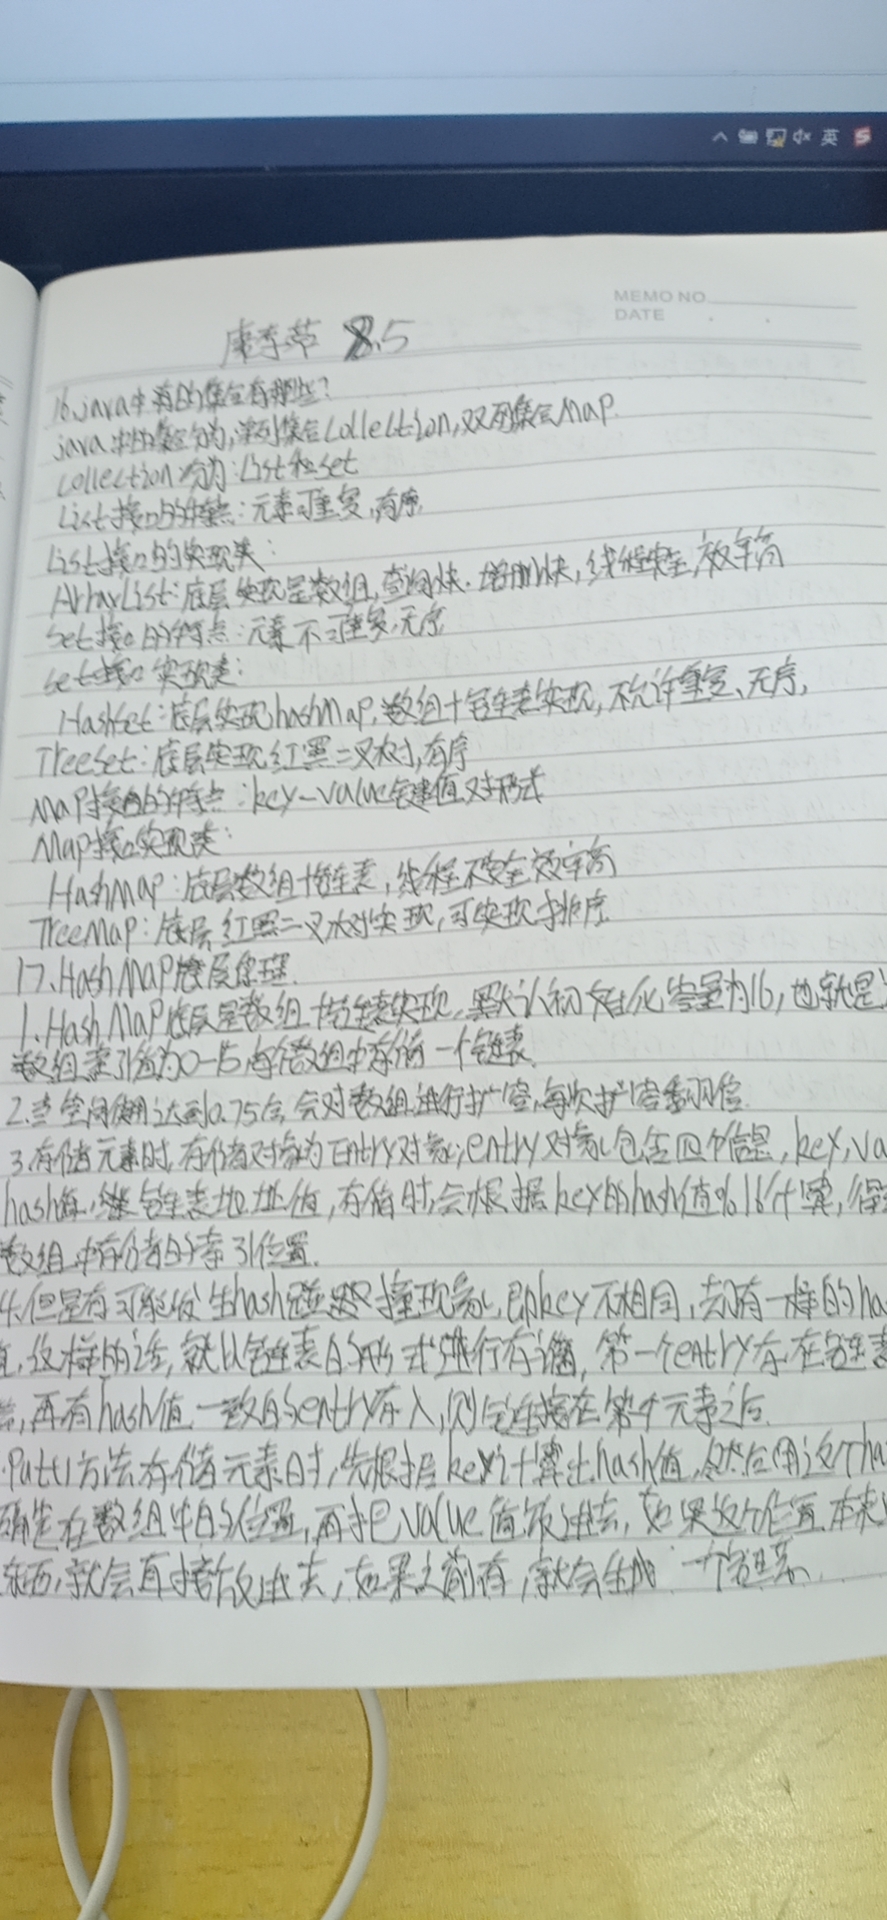 英
MEMO NO.
DATE
康季节 8.5
16.java中有的集合有那些?
java中的集合分为,单列集合Collection,双列集合Map.
collection分为:List和set
List接口的特点:元素可重复,有序
List接口的实现类:
ArrayList:底层实现是数组,查询快.增删快,线程安全,效率高
set接口的特点:元素不可重复,无序
set接口实现类:
HashSet:底层实现hashMap,数组+链表实现,不允许重复、无序,
TreeSet:底层实现红黑二叉树,有序
Map接口的特点:key-value键值对形式
Map接口实现类:
HashMap:底层数组+链表,线程不安全效率高
TreeMap:底层红黑二叉树实现,可实现排序
17.HashMap底层原理.
1.HashMap底层是数组+链表实现,默认初始化容量为16,也就是
数组索引值为0-15,每个数组中存储一个链表.
2.当空间使用达到0.75会,会对数组进行扩容,每次扩容翻倍
3.存储元素时,存储对象为Entry对象;entry对象包含四个信息,key,va
hash值,继链表地址值,存储时,会根据key的hash值%16计算,得
数组中存储的索引位置.
4.但是有可能发生hash碰撞现象,即key不相同,却有一样的ha
,这样的话,就以链表的形式进行存储,第一个entry存在链表
,再有hash值一致的entry存入,则链接在第个元素之后.
.Put()方法存储元素时,先根据key计算出hash值,然后用这个ha
确定在数组中的位置,再把value值放进去,如果这个位置本来
东西,就会直接放进去,如果之前有,就会生成一个链表.